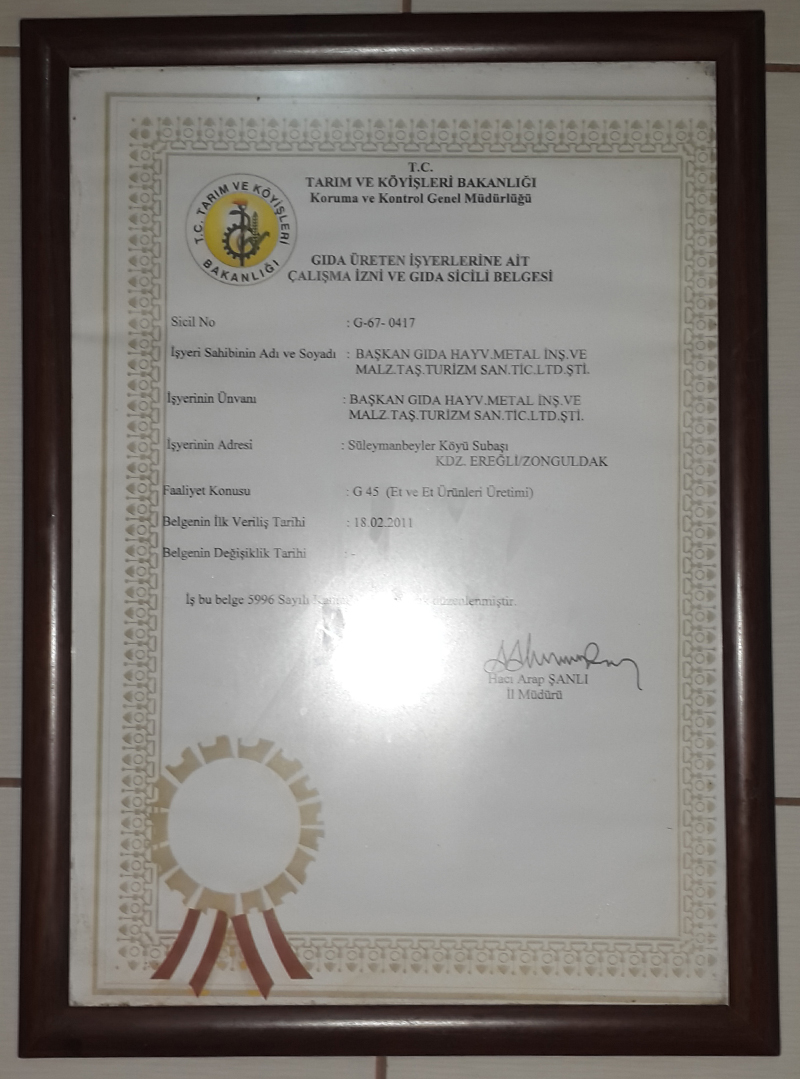 T.C.
TARIM VE KÖYİŞLERİ BAKANLIĞI
Koruma ve Kontrol Genel Müdürlüğü
T.C. TARIM VE KÖYİŞLERİ
BAKANLIĞI
GIDA ÜRETEN İŞYERLERİNE AİT
ÇALIŞMA İZNİ VE GIDA SİCİLİ BELGESİ
Sicil No : G-67- 0417
İşyeri Sahibinin Adı ve Soyadı : BAŞKAN GIDA HAYV.METAL İNŞ.VE
MALZ.TAŞ.TURİZM SAN.TİC.LTD.ŞTİ.
İşyerinin Ünvanı : BAŞKAN GIDA HAYV.METAL İNŞ.VE
MALZ.TAŞ.TURİZM SAN.TİC.LTD.ŞTİ.
İşyerinin Adresi : Süleymanbeyler Köyü Subaşı
KDZ. EREĞLİ/ZONGULDAK
Faaliyet Konusu : G 45 (Et ve Et Ürünleri Üretimi)
Belgenin İlk Veriliş Tarihi : 18.02.2011
Belgenin Değişiklik Tarihi : -
İş bu belge 5996 Sayılı düzenlenmiştir.
Hacı Arap ŞANLI
İl Müdürü